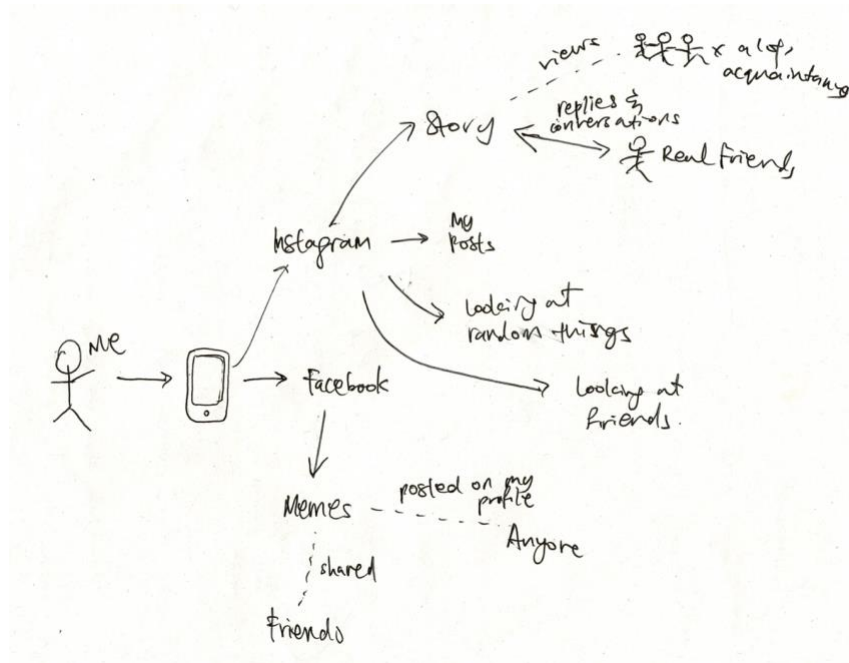 views
x a lot,
acquaintances
Story
replies &
conversations
Real Friends
Instagram
My
Posts
Looking at
random things
Me
Facebook
Looking at
Friends.
Memes
posted on my
profile
Anyone
shared
Friends